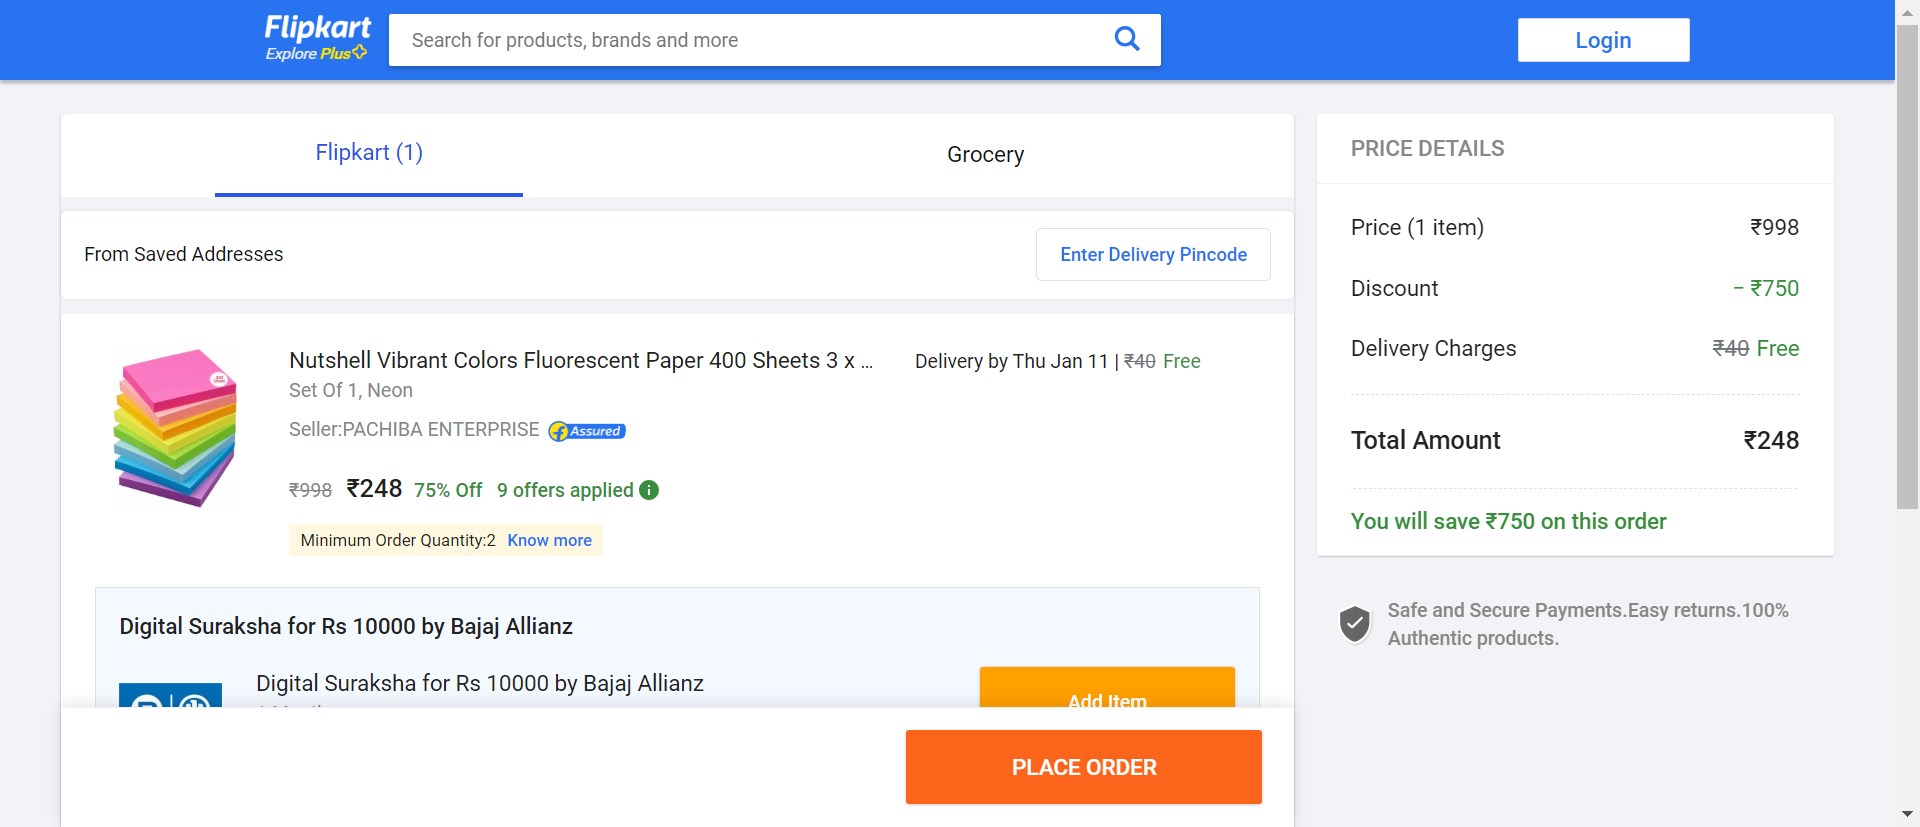 Flipkart
Explore Plus
Search for products, brands and more
Login
Flipkart (1)
Grocery
From Saved Addresses
Enter Delivery Pincode
Nutshell Vibrant Colors Fluorescent Paper 400 Sheets 3 x ...
Set Of 1, Neon
Seller:PACHIBA ENTERPRISE
Assured
₹998 ₹248 75% Off 9 offers applied
Minimum Order Quantity:2 Know more
Delivery by Thu Jan 11 | ₹40 Free
Digital Suraksha for Rs 10000 by Bajaj Allianz
Digital Suraksha for Rs 10000 by Bajaj Allianz
Add Item
PLACE ORDER
PRICE DETAILS
Price (1 item) ₹998
Discount − ₹750
Delivery Charges ₹40 Free
Total Amount ₹248
You will save ₹750 on this order
Safe and Secure Payments.Easy returns.100%
Authentic products.